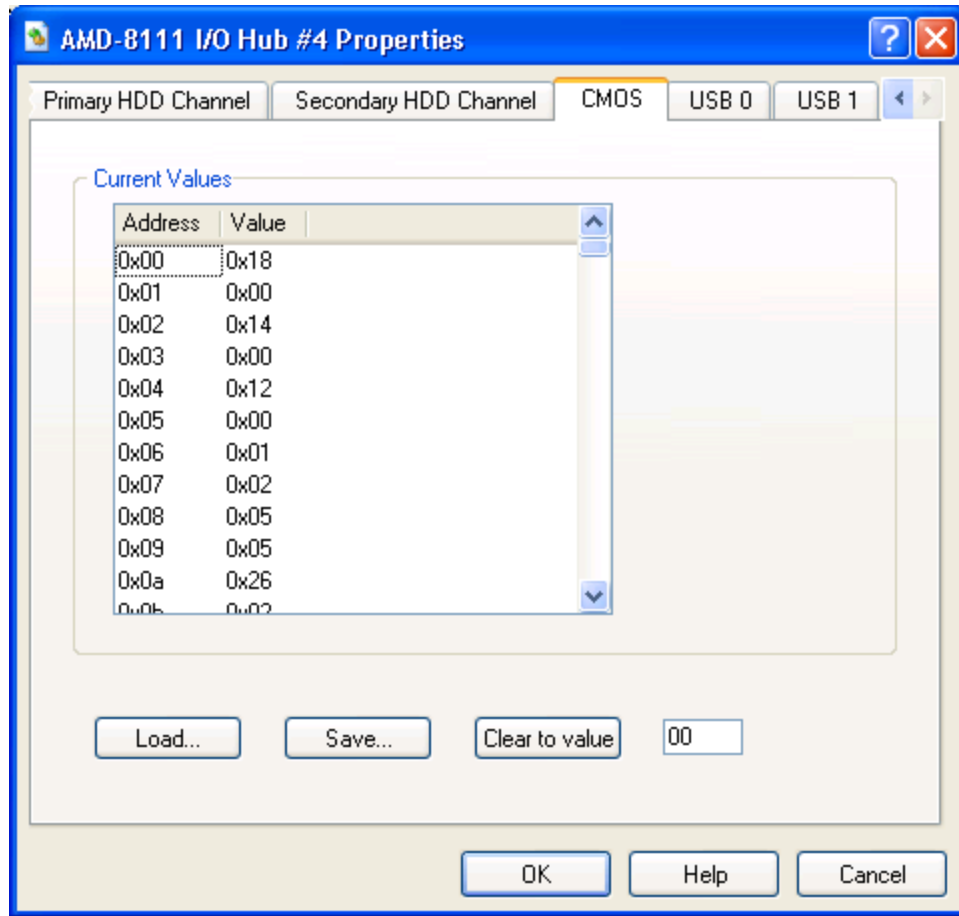 AMD-8111 I/O Hub #4 Properties
Primary HDD Channel Secondary HDD Channel CMOS USB 0 USB 1
Current Values
Address Value
0x00 0x18
0x01 0x00
0x02 0x14
0x03 0x00
0x04 0x12
0x05 0x00
0x06 0x01
0x07 0x02
0x08 0x05
0x09 0x05
0x0a 0x26
0x0b 0x02
Load... Save... Clear to value 00
OK Help Cancel